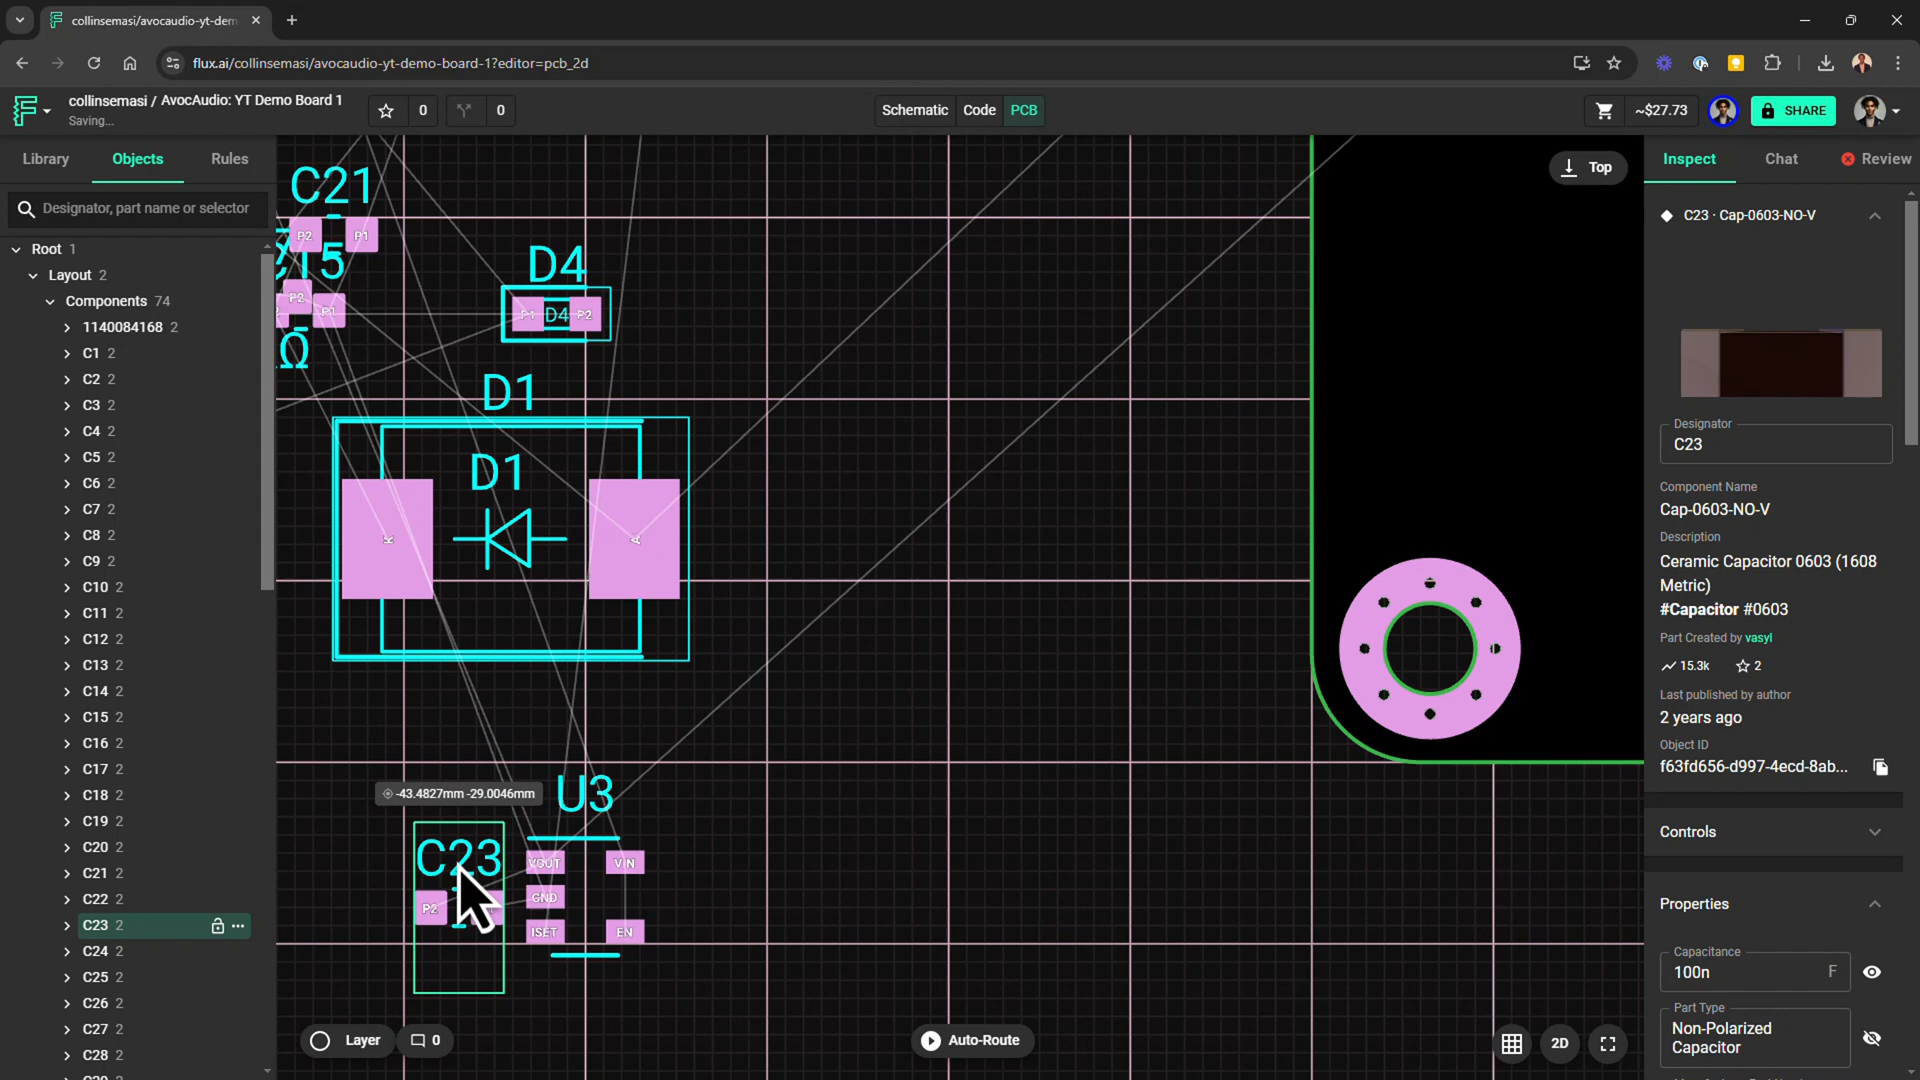 collinsemasi/avocaudio-yt-dem
flux.ai/collinsemasi/avocaudio-yt-demo-board-1?editor=pcb_2d
collinsemasi / AvocAudio: YT Demo Board 1
Saving...
0
0
Schematic
Code
PCB
~$27.73
SHARE
Library
Objects
Rules
Designator, part name or selector
Root 1
Layout 2
Components 74
1140084168 2
C1 2
C2 2
C3 2
C4 2
C5 2
C6 2
C7 2
C8 2
C9 2
C10 2
C11 2
C12 2
C13 2
C14 2
C15 2
C16 2
C17 2
C18 2
C19 2
C20 2
C21 2
C22 2
C23 2
C24 2
C25 2
C26 2
C27 2
C28 2
C21
P2
P1
P2
P1
Ω
D4
P1
D4
P2
D1
D1
K
A
-43.4827mm -29.0046mm
U3
C23
P2
VOUT
VIN
GND
ISET
EN
Top
Layer
0
Auto-Route
2D
Inspect
Chat
Review
C23 · Cap-0603-NO-V
Designator
C23
Component Name
Cap-0603-NO-V
Description
Ceramic Capacitor 0603 (1608
Metric)
#Capacitor #0603
Part Created by vasyl
15.3k
2
Last published by author
2 years ago
Object ID
f63fd656-d997-4ecd-8ab...
Controls
Properties
Capacitance
100n
F
Part Type
Non-Polarized
Capacitor